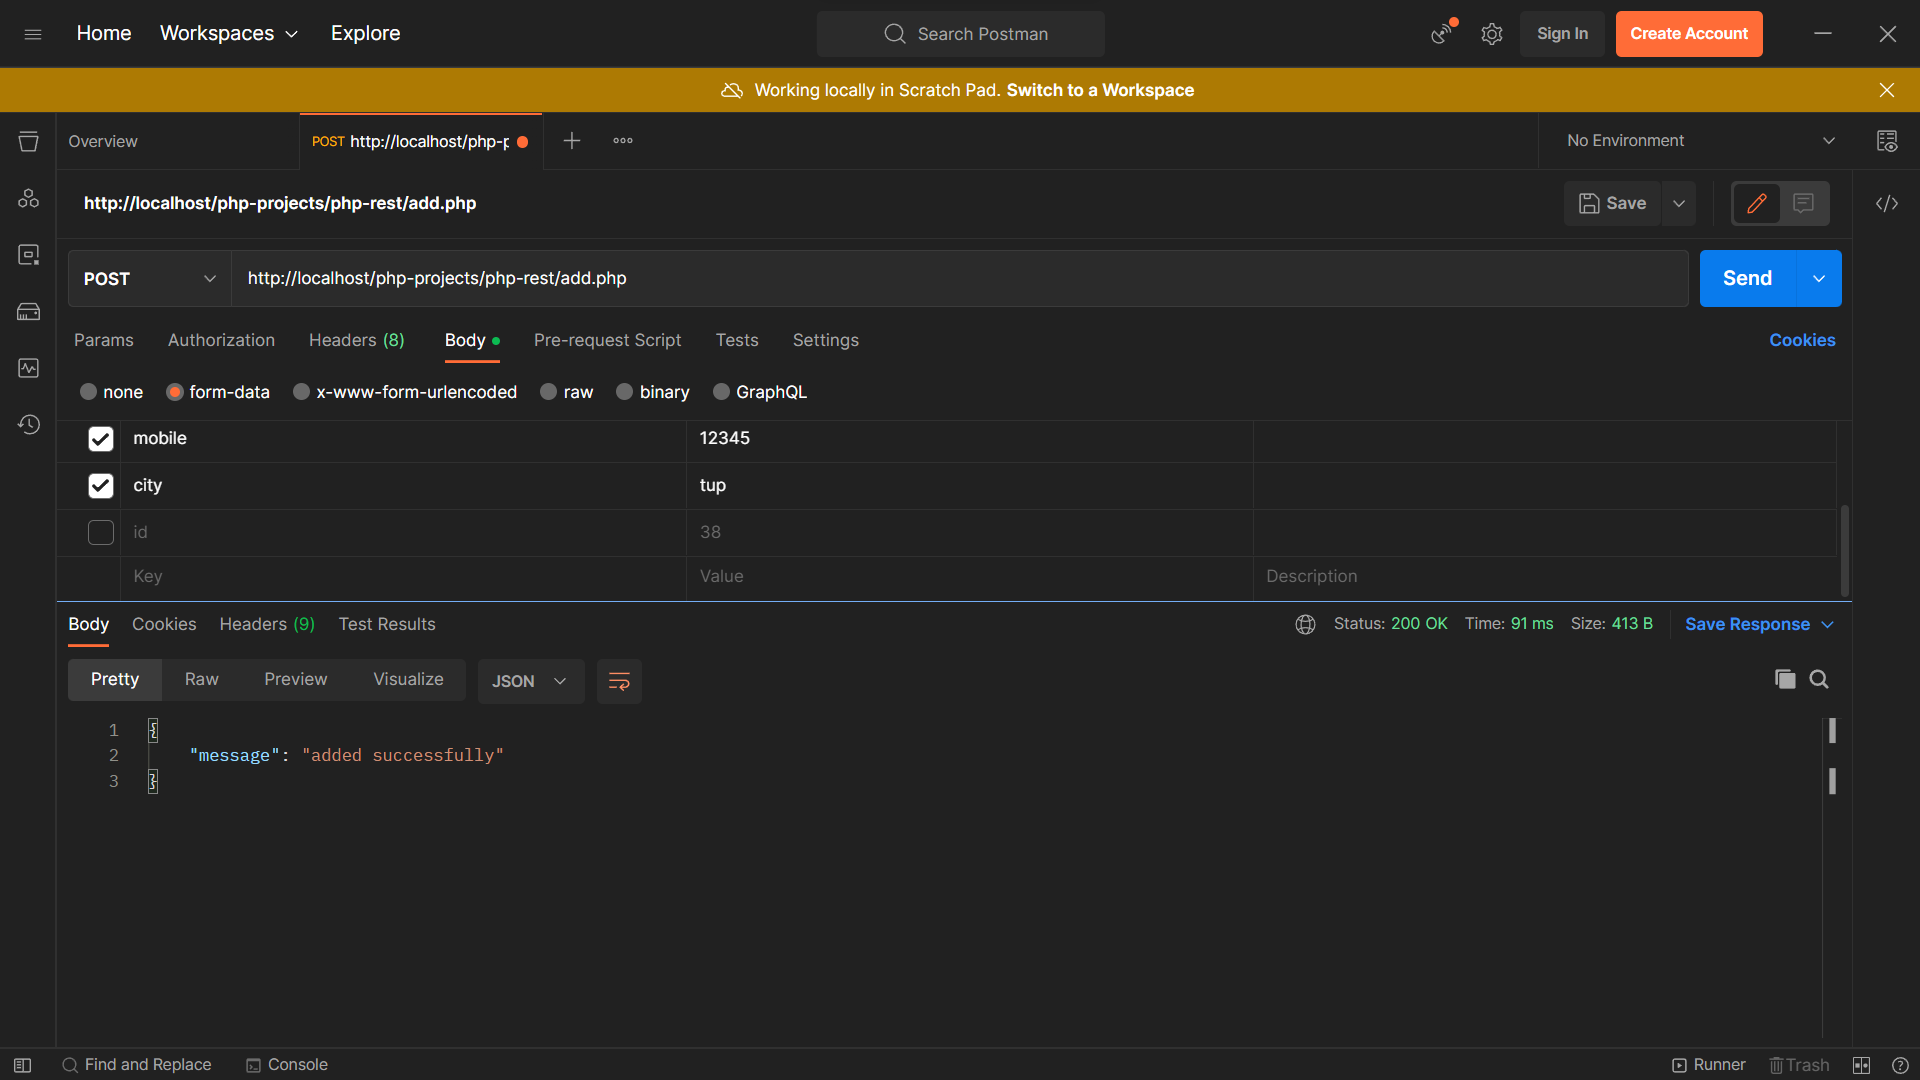 Home Workspaces Explore Search Postman Sign In Create Account
Working locally in Scratch Pad. Switch to a Workspace
Overview POST http://localhost/php-p No Environment
http://localhost/php-projects/php-rest/add.php Save
POST http://localhost/php-projects/php-rest/add.php Send
Params Authorization Headers (8) Body Pre-request Script Tests Settings Cookies
none form-data x-www-form-urlencoded raw binary GraphQL
mobile 12345
city tup
id 38
Key Value Description
Body Cookies Headers (9) Test Results Status: 200 OK Time: 91 ms Size: 413 B Save Response
Pretty Raw Preview Visualize JSON
1 {
2 "message": "added successfully"
3 }
Find and Replace Console Runner Trash